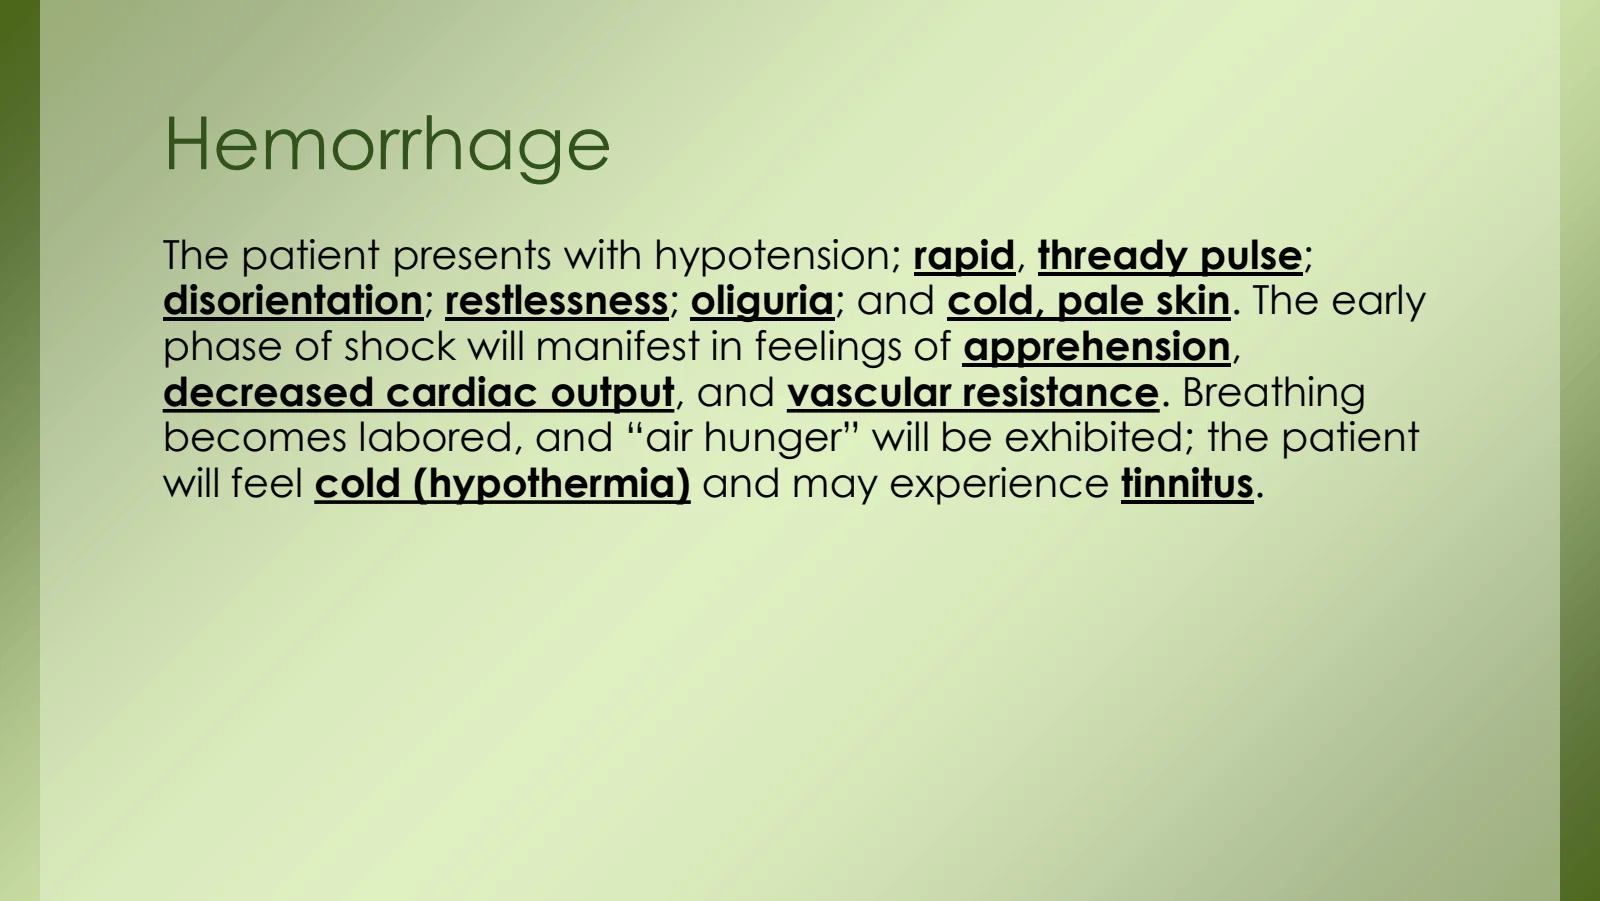 Hemorrhage
The patient presents with hypotension; rapid, thready pulse;
disorientation; restlessness; oliguria; and cold, pale skin. The early
phase of shock will manifest in feelings of apprehension,
decreased cardiac output, and vascular resistance. Breathing
becomes labored, and “air hunger” will be exhibited; the patient
will feel cold (hypothermia) and may experience tinnitus.